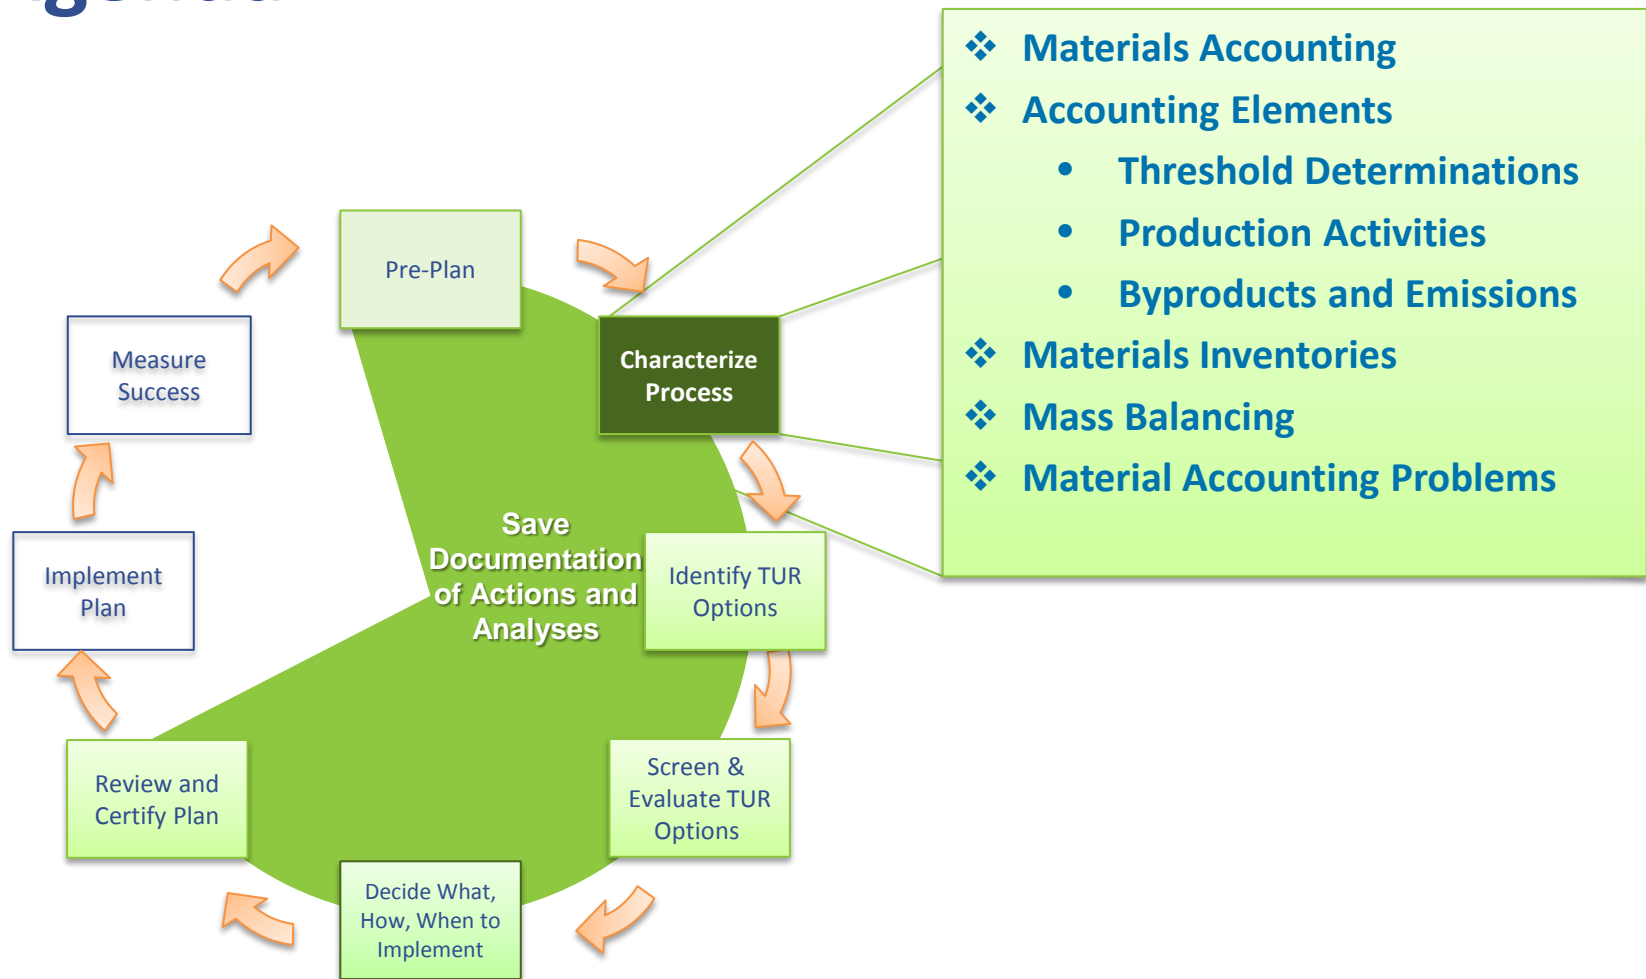 Materials Accounting
Accounting Elements
Threshold Determinations
Production Activities
Byproducts and Emissions
Materials Inventories
Mass Balancing
Material Accounting Problems
Pre-Plan
Characterize
Process
Identify TUR
Options
Screen &
Evaluate TUR
Options
Decide What,
How, When to
Implement
Review and
Certify Plan
Implement
Plan
Measure
Success
Save
Documentation
of Actions and
Analyses